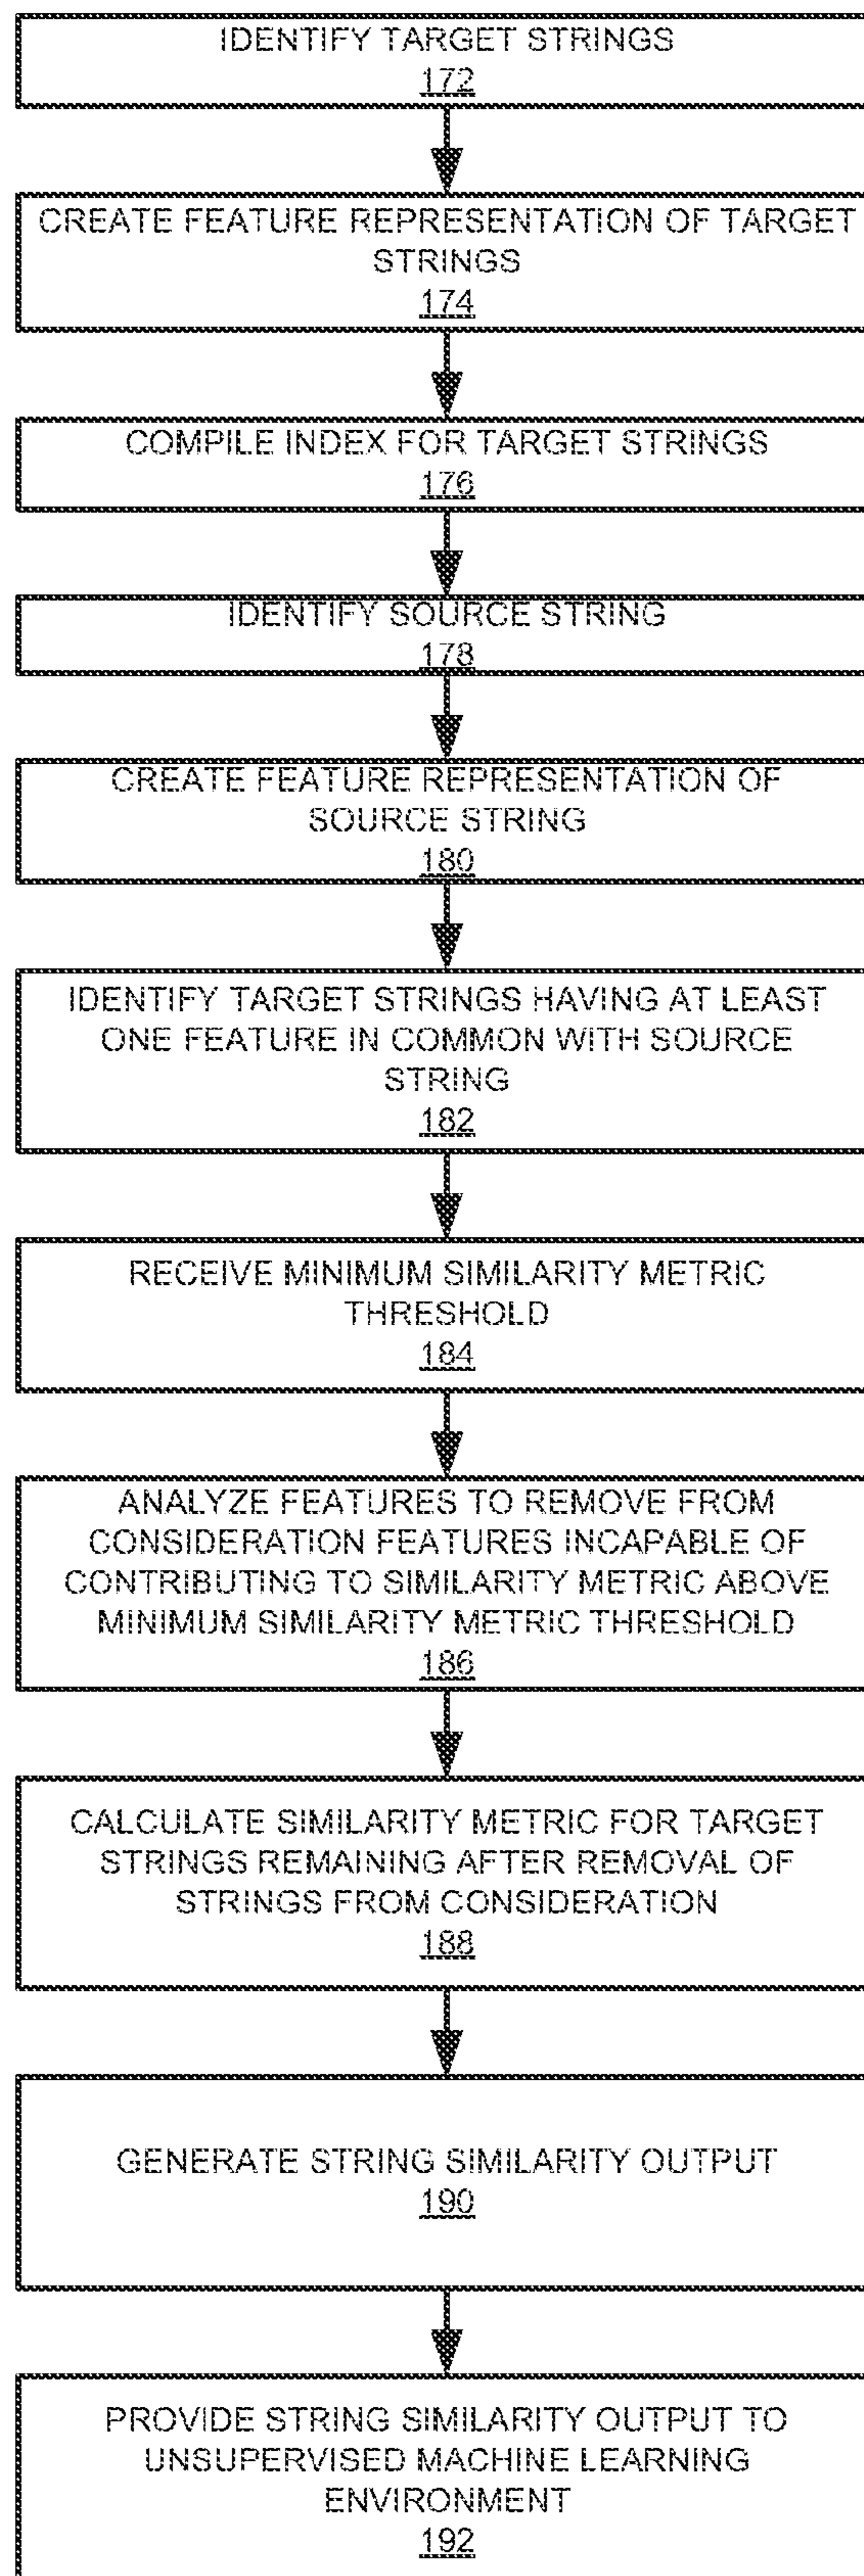 IDENTIFY TARGET STRINGS
172
CREATE FEATURE REPRESENTATION OF TARGET
STRINGS
174
COMPILE INDEX FOR TARGET STRINGS
176
IDENTIFY SOURCE STRING
178
CREATE FEATURE REPRESENTATION OF
SOURCE STRING
180
IDENTIFY TARGET STRINGS HAVING AT LEAST
ONE FEATURE IN COMMON WITH SOURCE
STRING
182
RECEIVE MINIMUM SIMILARITY METRIC
THRESHOLD
184
ANALYZE FEATURES TO REMOVE FROM
CONSIDERATION FEATURES INCAPABLE OF
CONTRIBUTING TO SIMILARITY METRIC ABOVE
MINIMUM SIMILARITY METRIC THRESHOLD
186
CALCULATE SIMILARITY METRIC FOR TARGET
STRINGS REMAINING AFTER REMOVAL OF
STRINGS FROM CONSIDERATION
188
GENERATE STRING SIMILARITY OUTPUT
190
PROVIDE STRING SIMILARITY OUTPUT TO
UNSUPERVISED MACHINE LEARNING
ENVIRONMENT
192